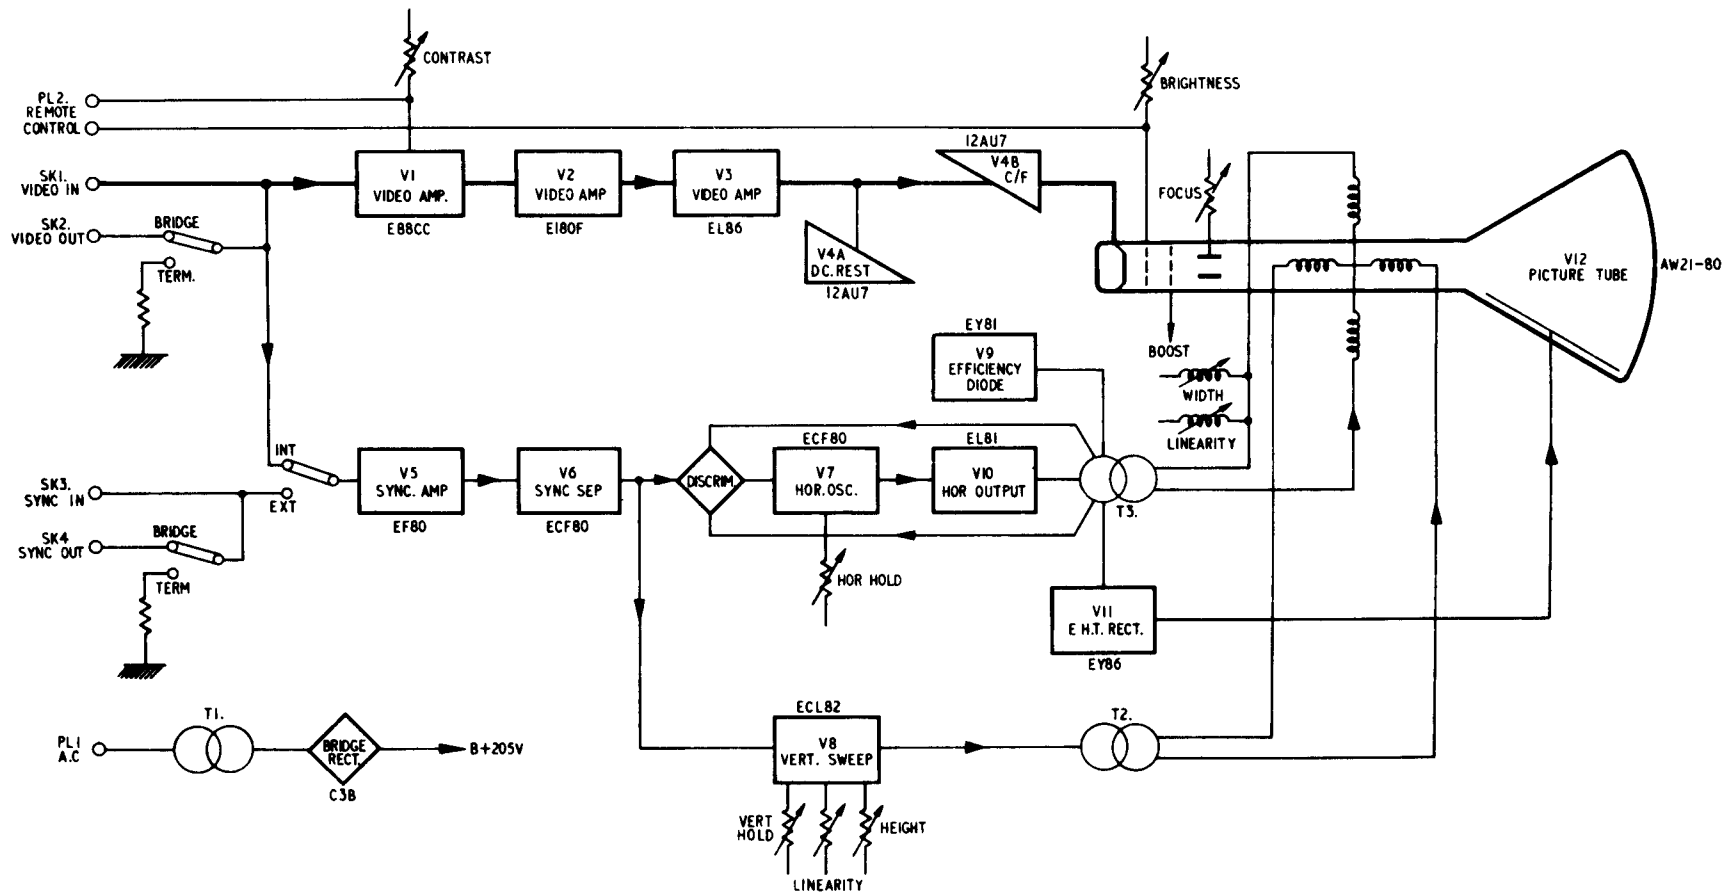 CONTRAST
BRIGHTNESS
PL2.
REMOTE
CONTROL
SK1.
VIDEO IN
V1
VIDEO AMP.
E88CC
V2
VIDEO AMP
E180F
V3
VIDEO AMP
EL86
12AU7
V4B
C/F
FOCUS
SK2.
VIDEO OUT
BRIDGE
TERM.
V4A
DC.REST
12AU7
V12
PICTURE TUBE
AW21-80
BOOST
EY81
V9
EFFICIENCY
DIODE
WIDTH
LINEARITY
INT
EXT
SK3.
SYNC IN
V5
SYNC. AMP
EF80
V6
SYNC SEP
ECF80
DISCRIM.
ECF80
V7
HOR.OSC.
EL81
V10
HOR OUTPUT
T3.
SK4
SYNC OUT
BRIDGE
TERM
HOR HOLD
V11
E H.T. RECT.
EY86
PL1
A.C
T1.
BRIDGE
RECT.
C3B
B+205V
ECL82
V8
VERT. SWEEP
T2.
VERT
HOLD
HEIGHT
LINEARITY